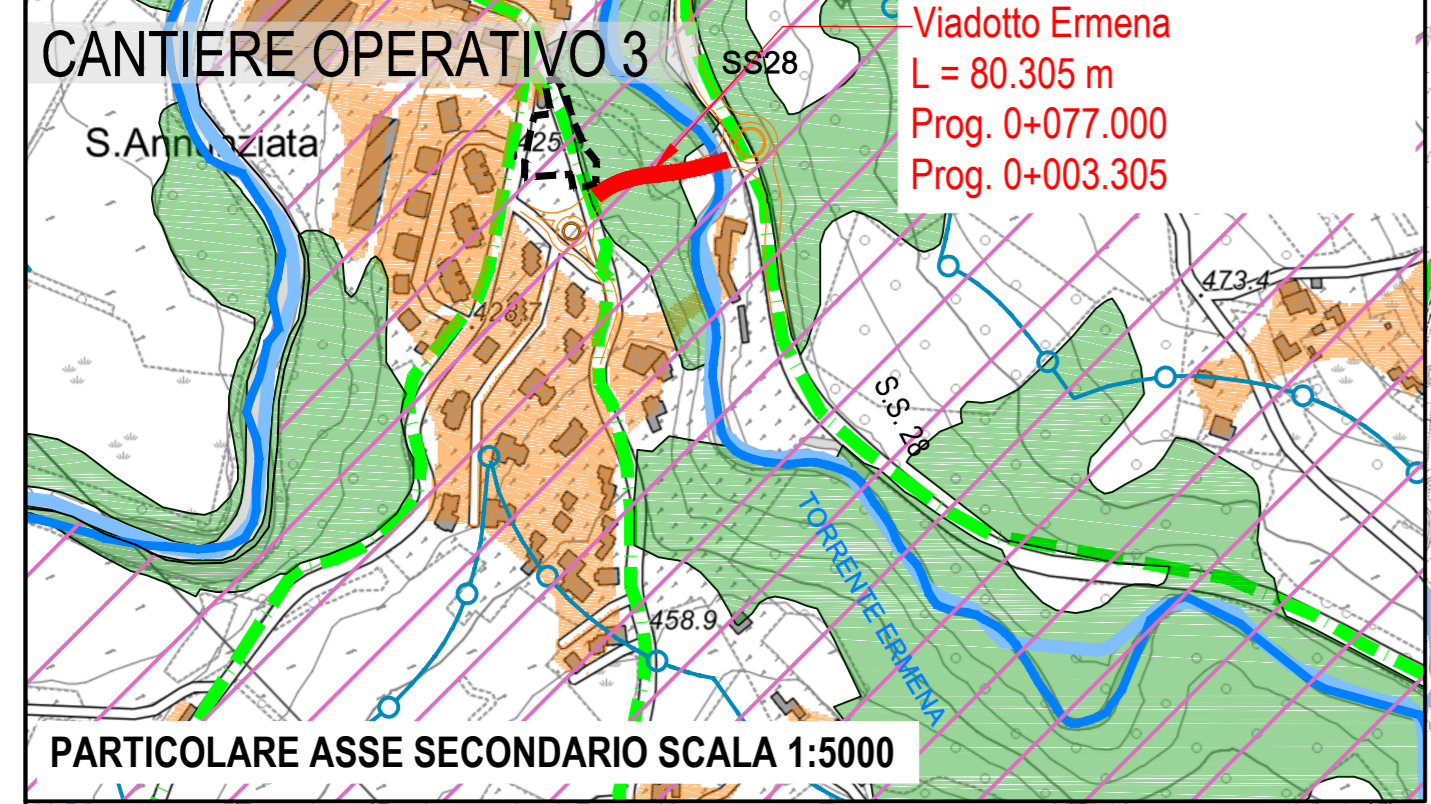 CANTIERE OPERATIVO 3
Viadotto Ermena
L = 80.305 m
Prog. 0+077.000
Prog. 0+003.305
SS28
S.Annunziata
425.
473.4
S.S. 28
TORRENTE ERMENA
458.9
PARTICOLARE ASSE SECONDARIO SCALA 1:5000